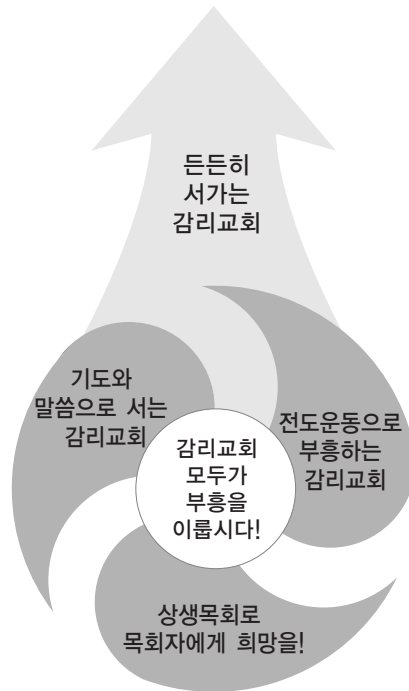 든든히
서가는
감리교회
기도와
말씀으로 서는
감리교회
전도운동으로
부흥하는
감리교회
감리교회
모두가
부흥을
이룹시다!
상생목회로
목회자에게 희망을!